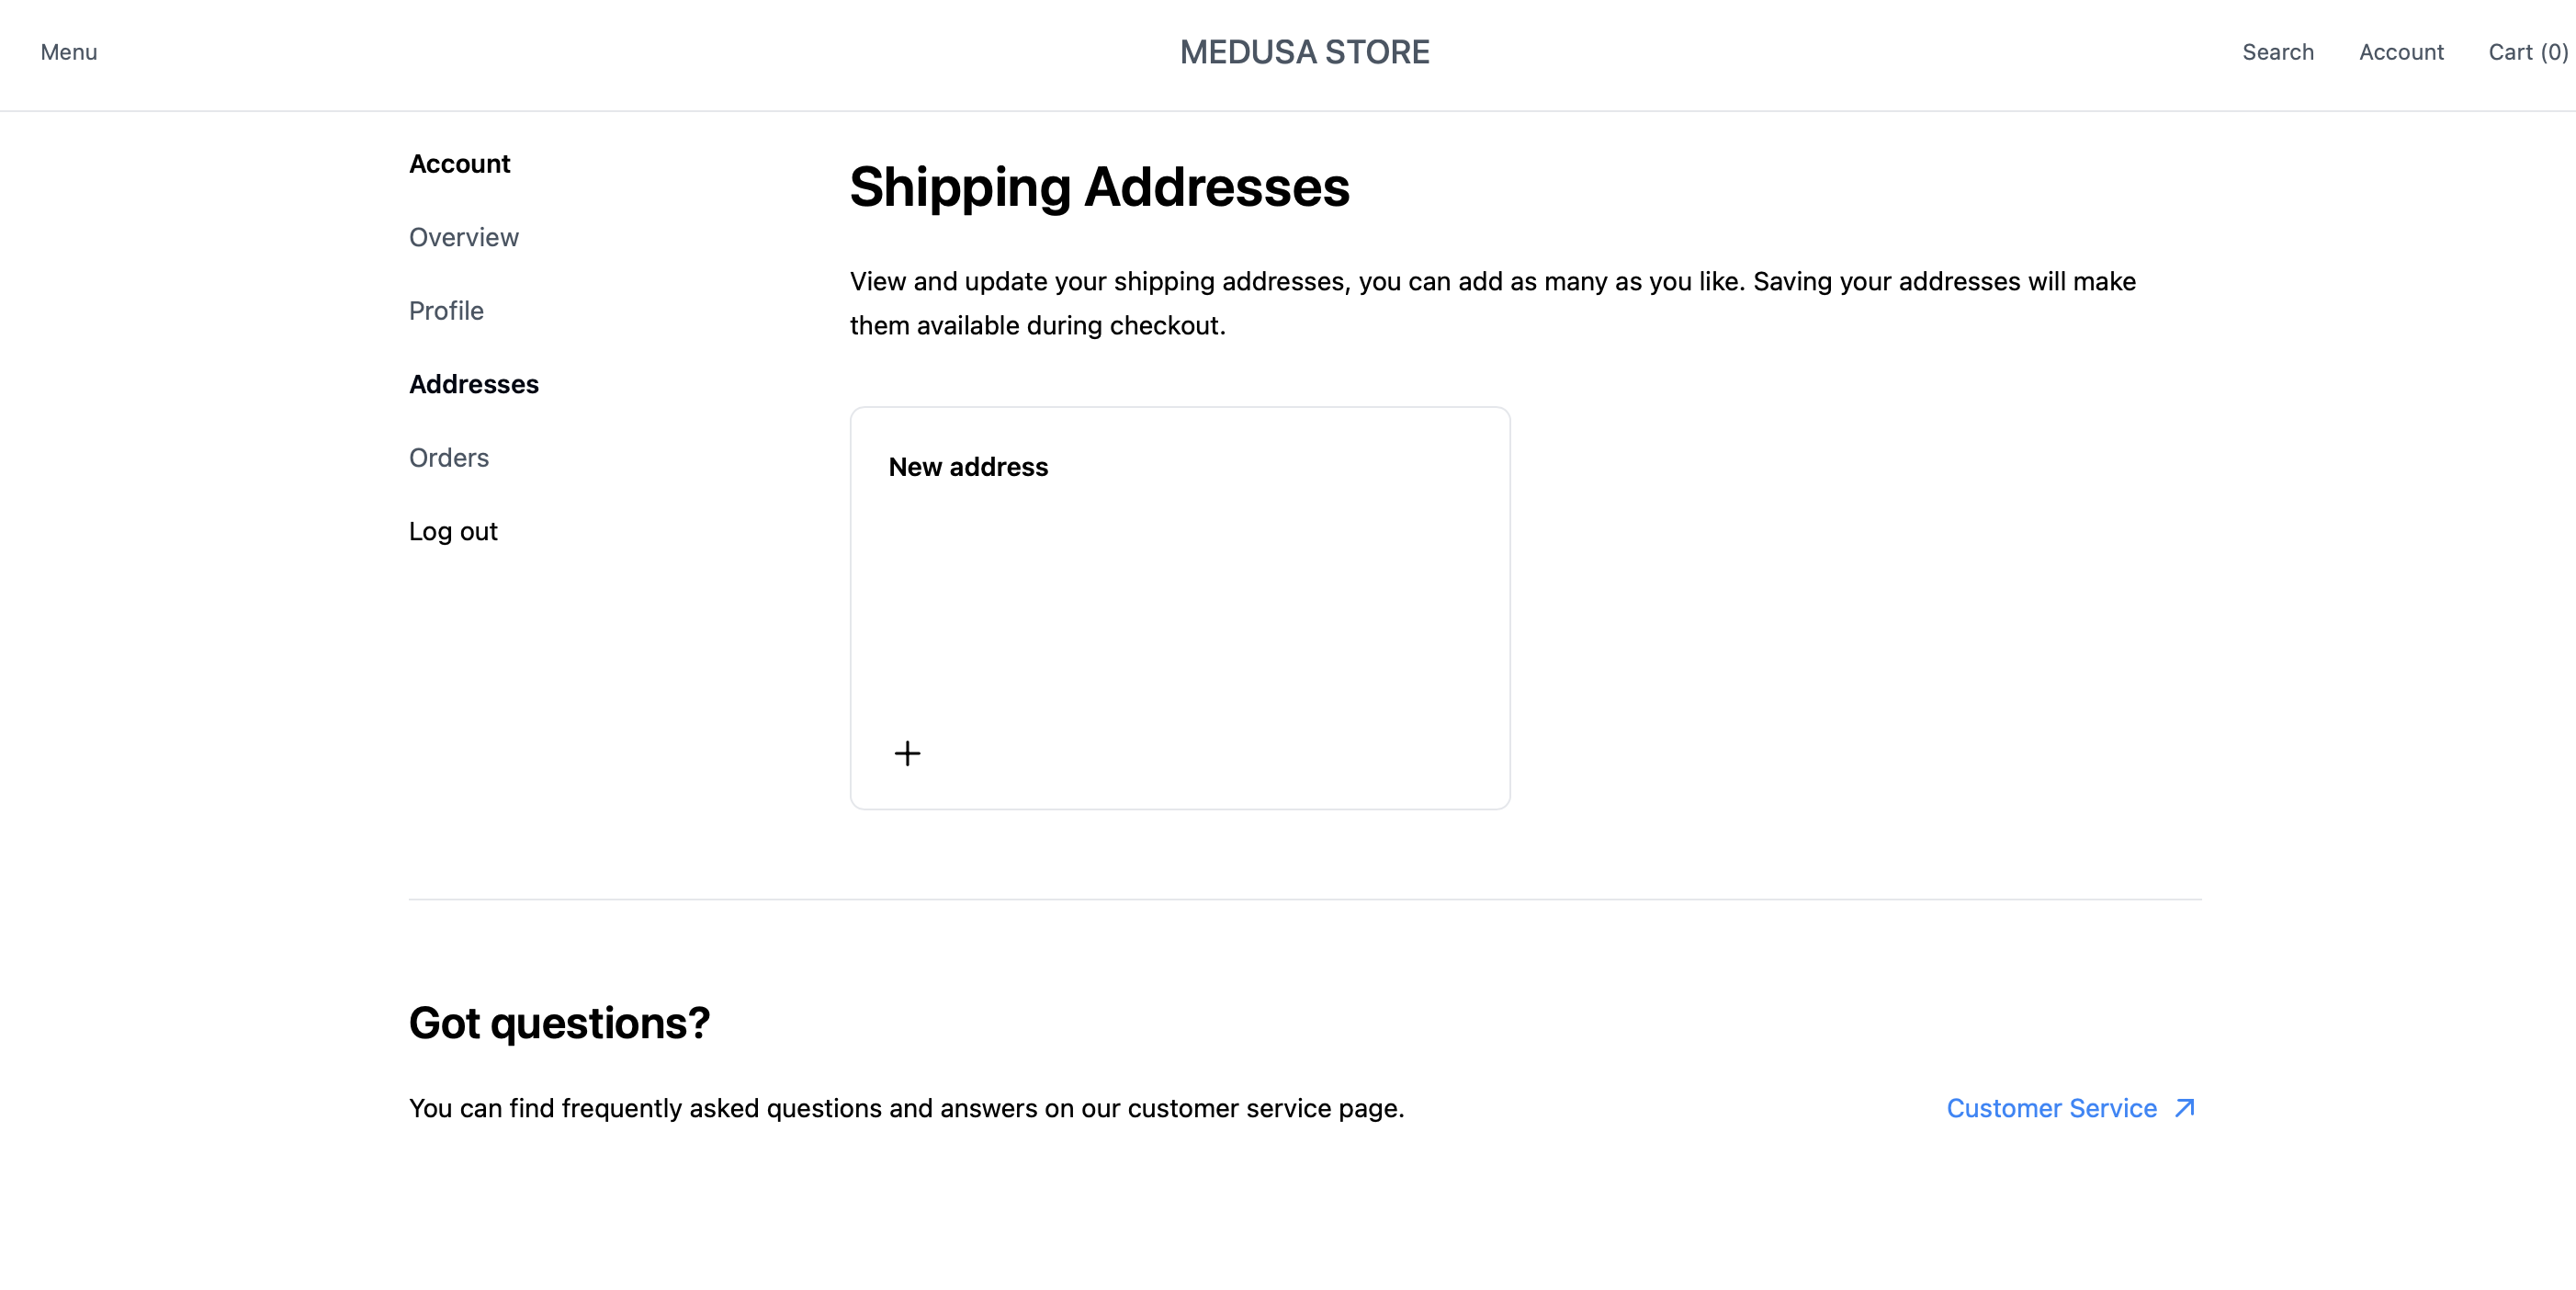 Menu
MEDUSA STORE
Search
Account
Cart (0)
Account
Overview
Profile
Addresses
Orders
Log out
Shipping Addresses
View and update your shipping addresses, you can add as many as you like. Saving your addresses will make
them available during checkout.
New address
Got questions?
You can find frequently asked questions and answers on our customer service page.
Customer Service